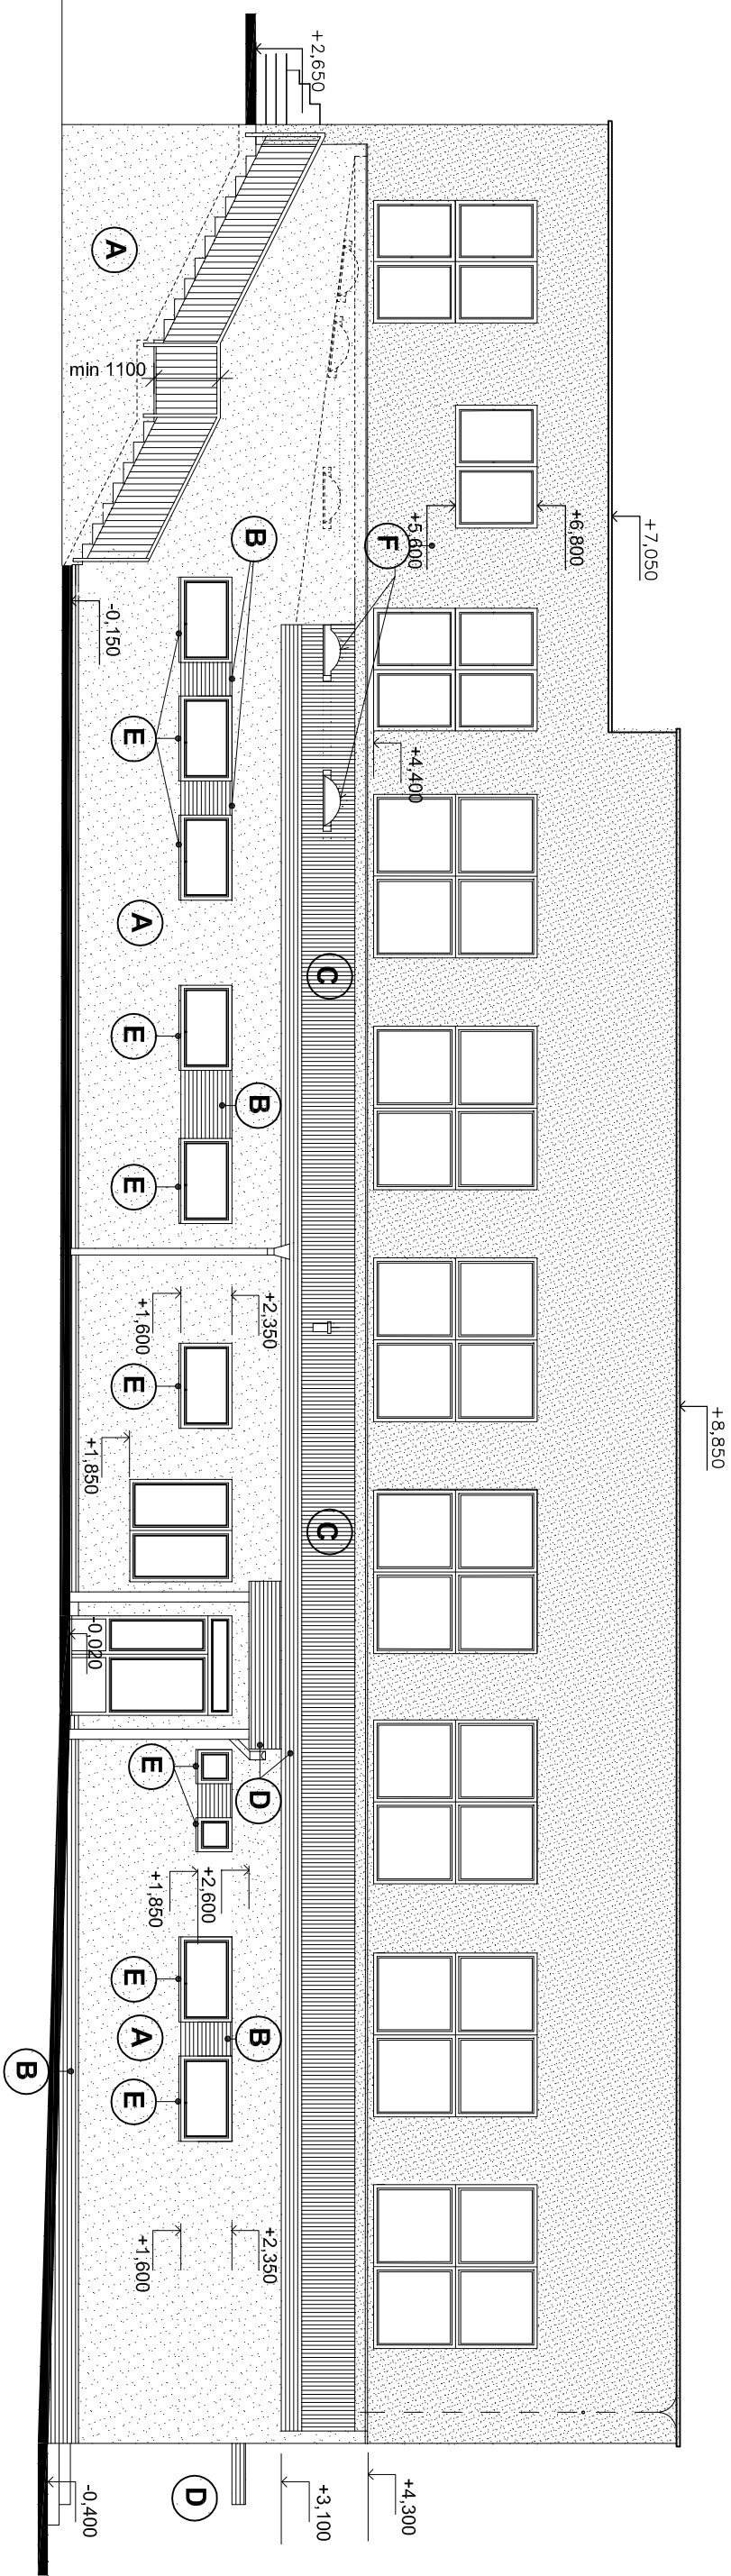 +2,650
A
min 1100
B
F
+5,600
+6,800
+7,050
-0,150
E
+4,400
A
C
E
B
E
+2,350
+1,600
E
+8,850
+1,850
C
-0,020
E
D
+2,600
+1,850
E
A
B
E
B
+2,350
+1,600
D
-0,400
+3,100
+4,300